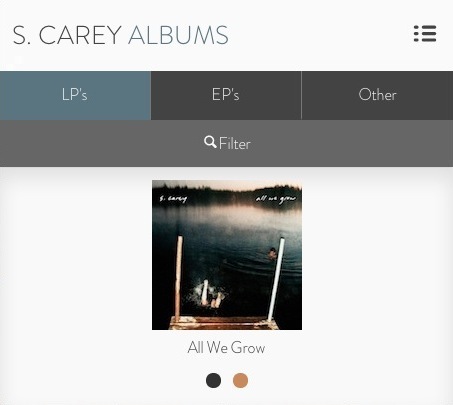 S. CAREY ALBUMS
LP's
EP's
Other
Filter
s. carey
all we grow
All We Grow